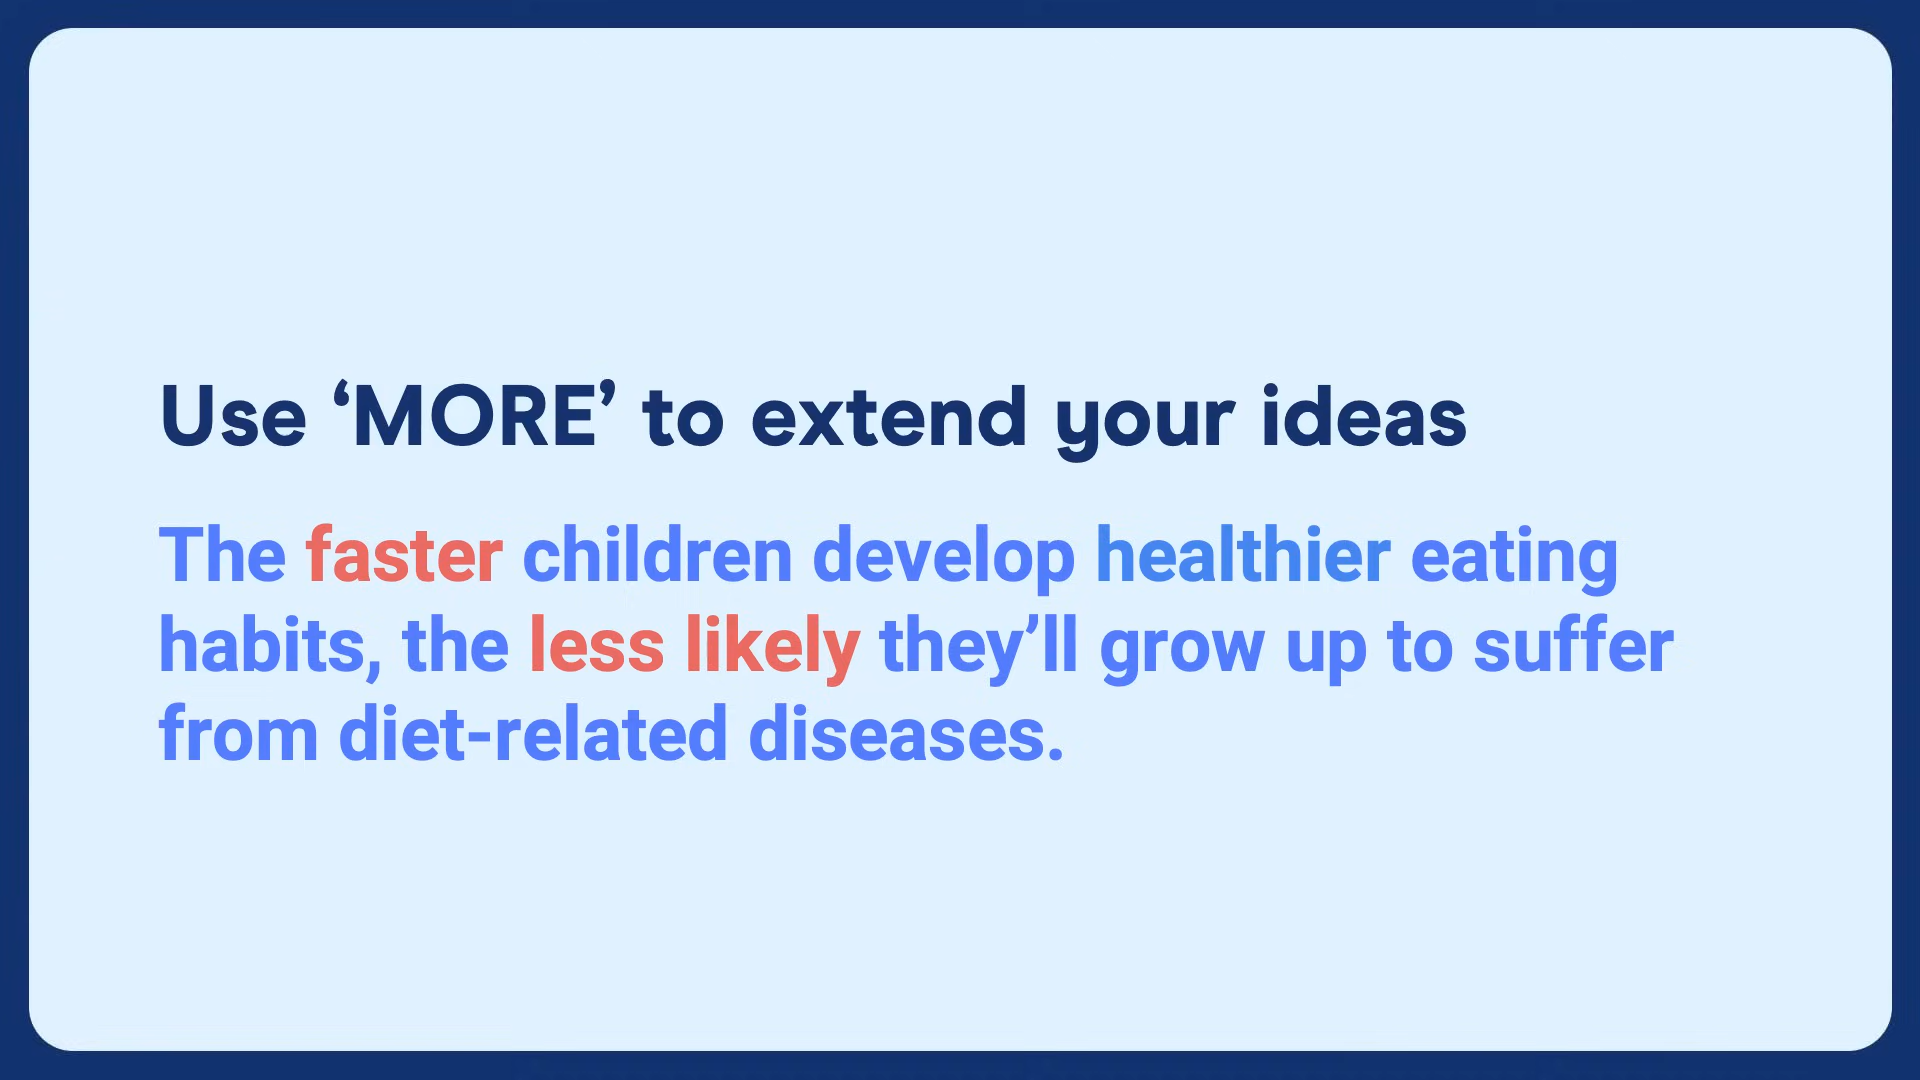 Use ‘MORE’ to extend your ideas
The faster children develop healthier eating
habits, the less likely they’ll grow up to suffer
from diet-related diseases.